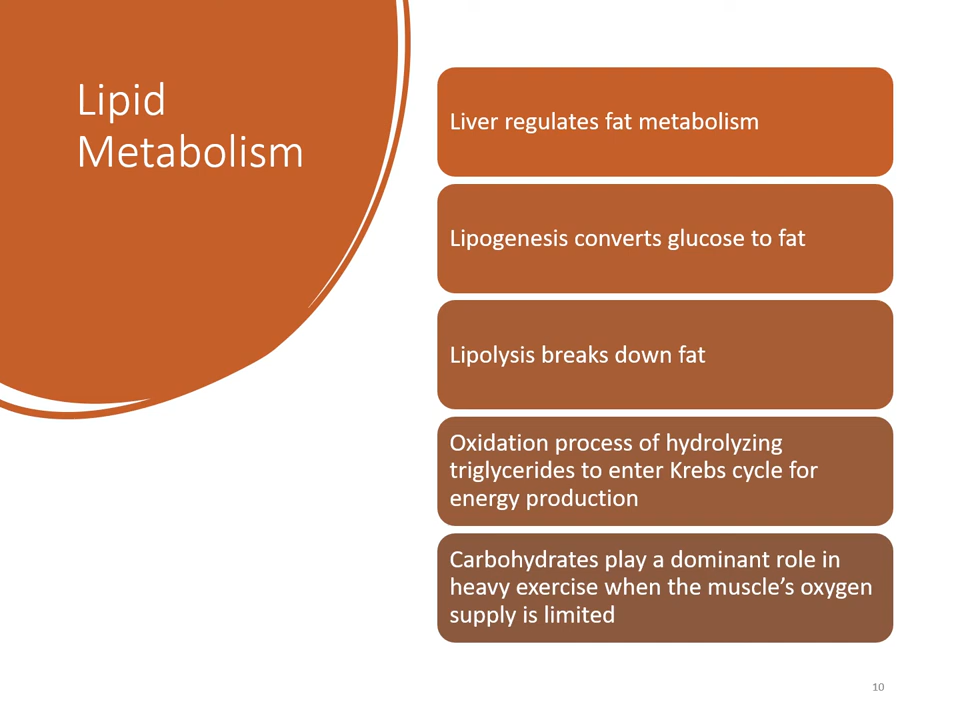 Lipid
Metabolism
Liver regulates fat metabolism
Lipogenesis converts glucose to fat
Lipolysis breaks down fat
Oxidation process of hydrolyzing
triglycerides to enter Krebs cycle for
energy production
Carbohydrates play a dominant role in
heavy exercise when the muscle’s oxygen
supply is limited
10